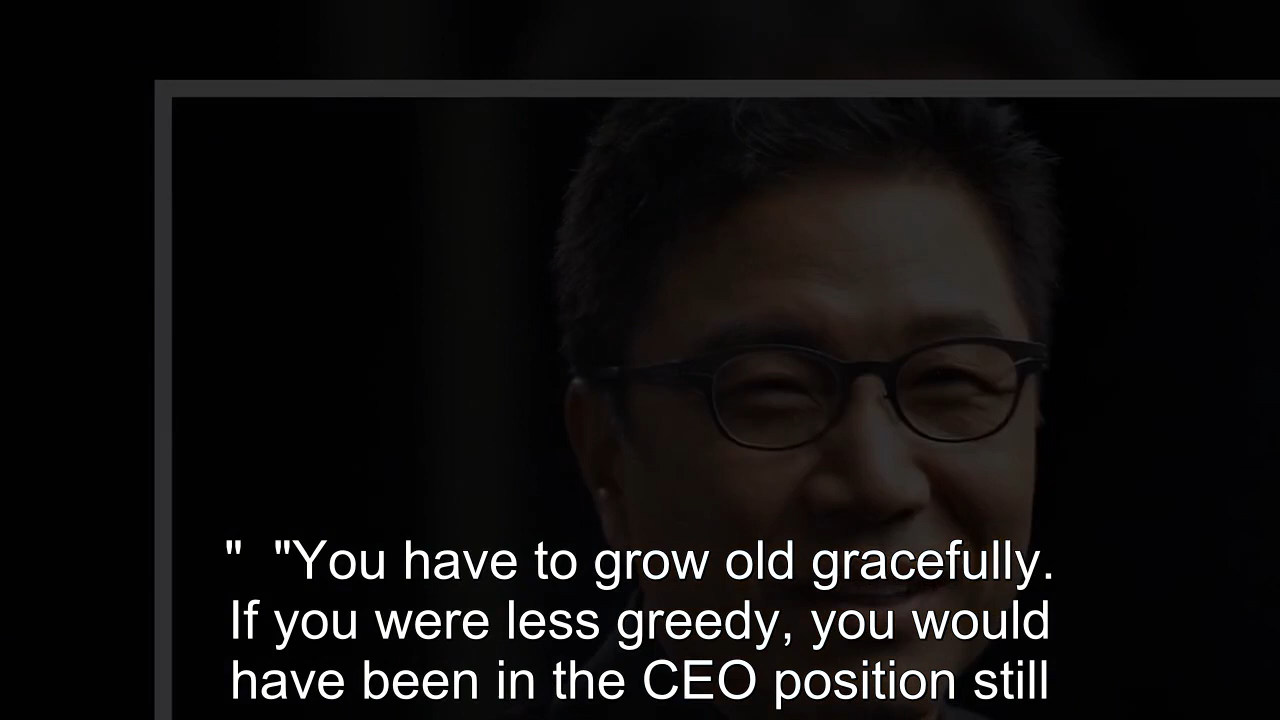 "  "You have to grow old gracefully.
If you were less greedy, you would
have been in the CEO position still